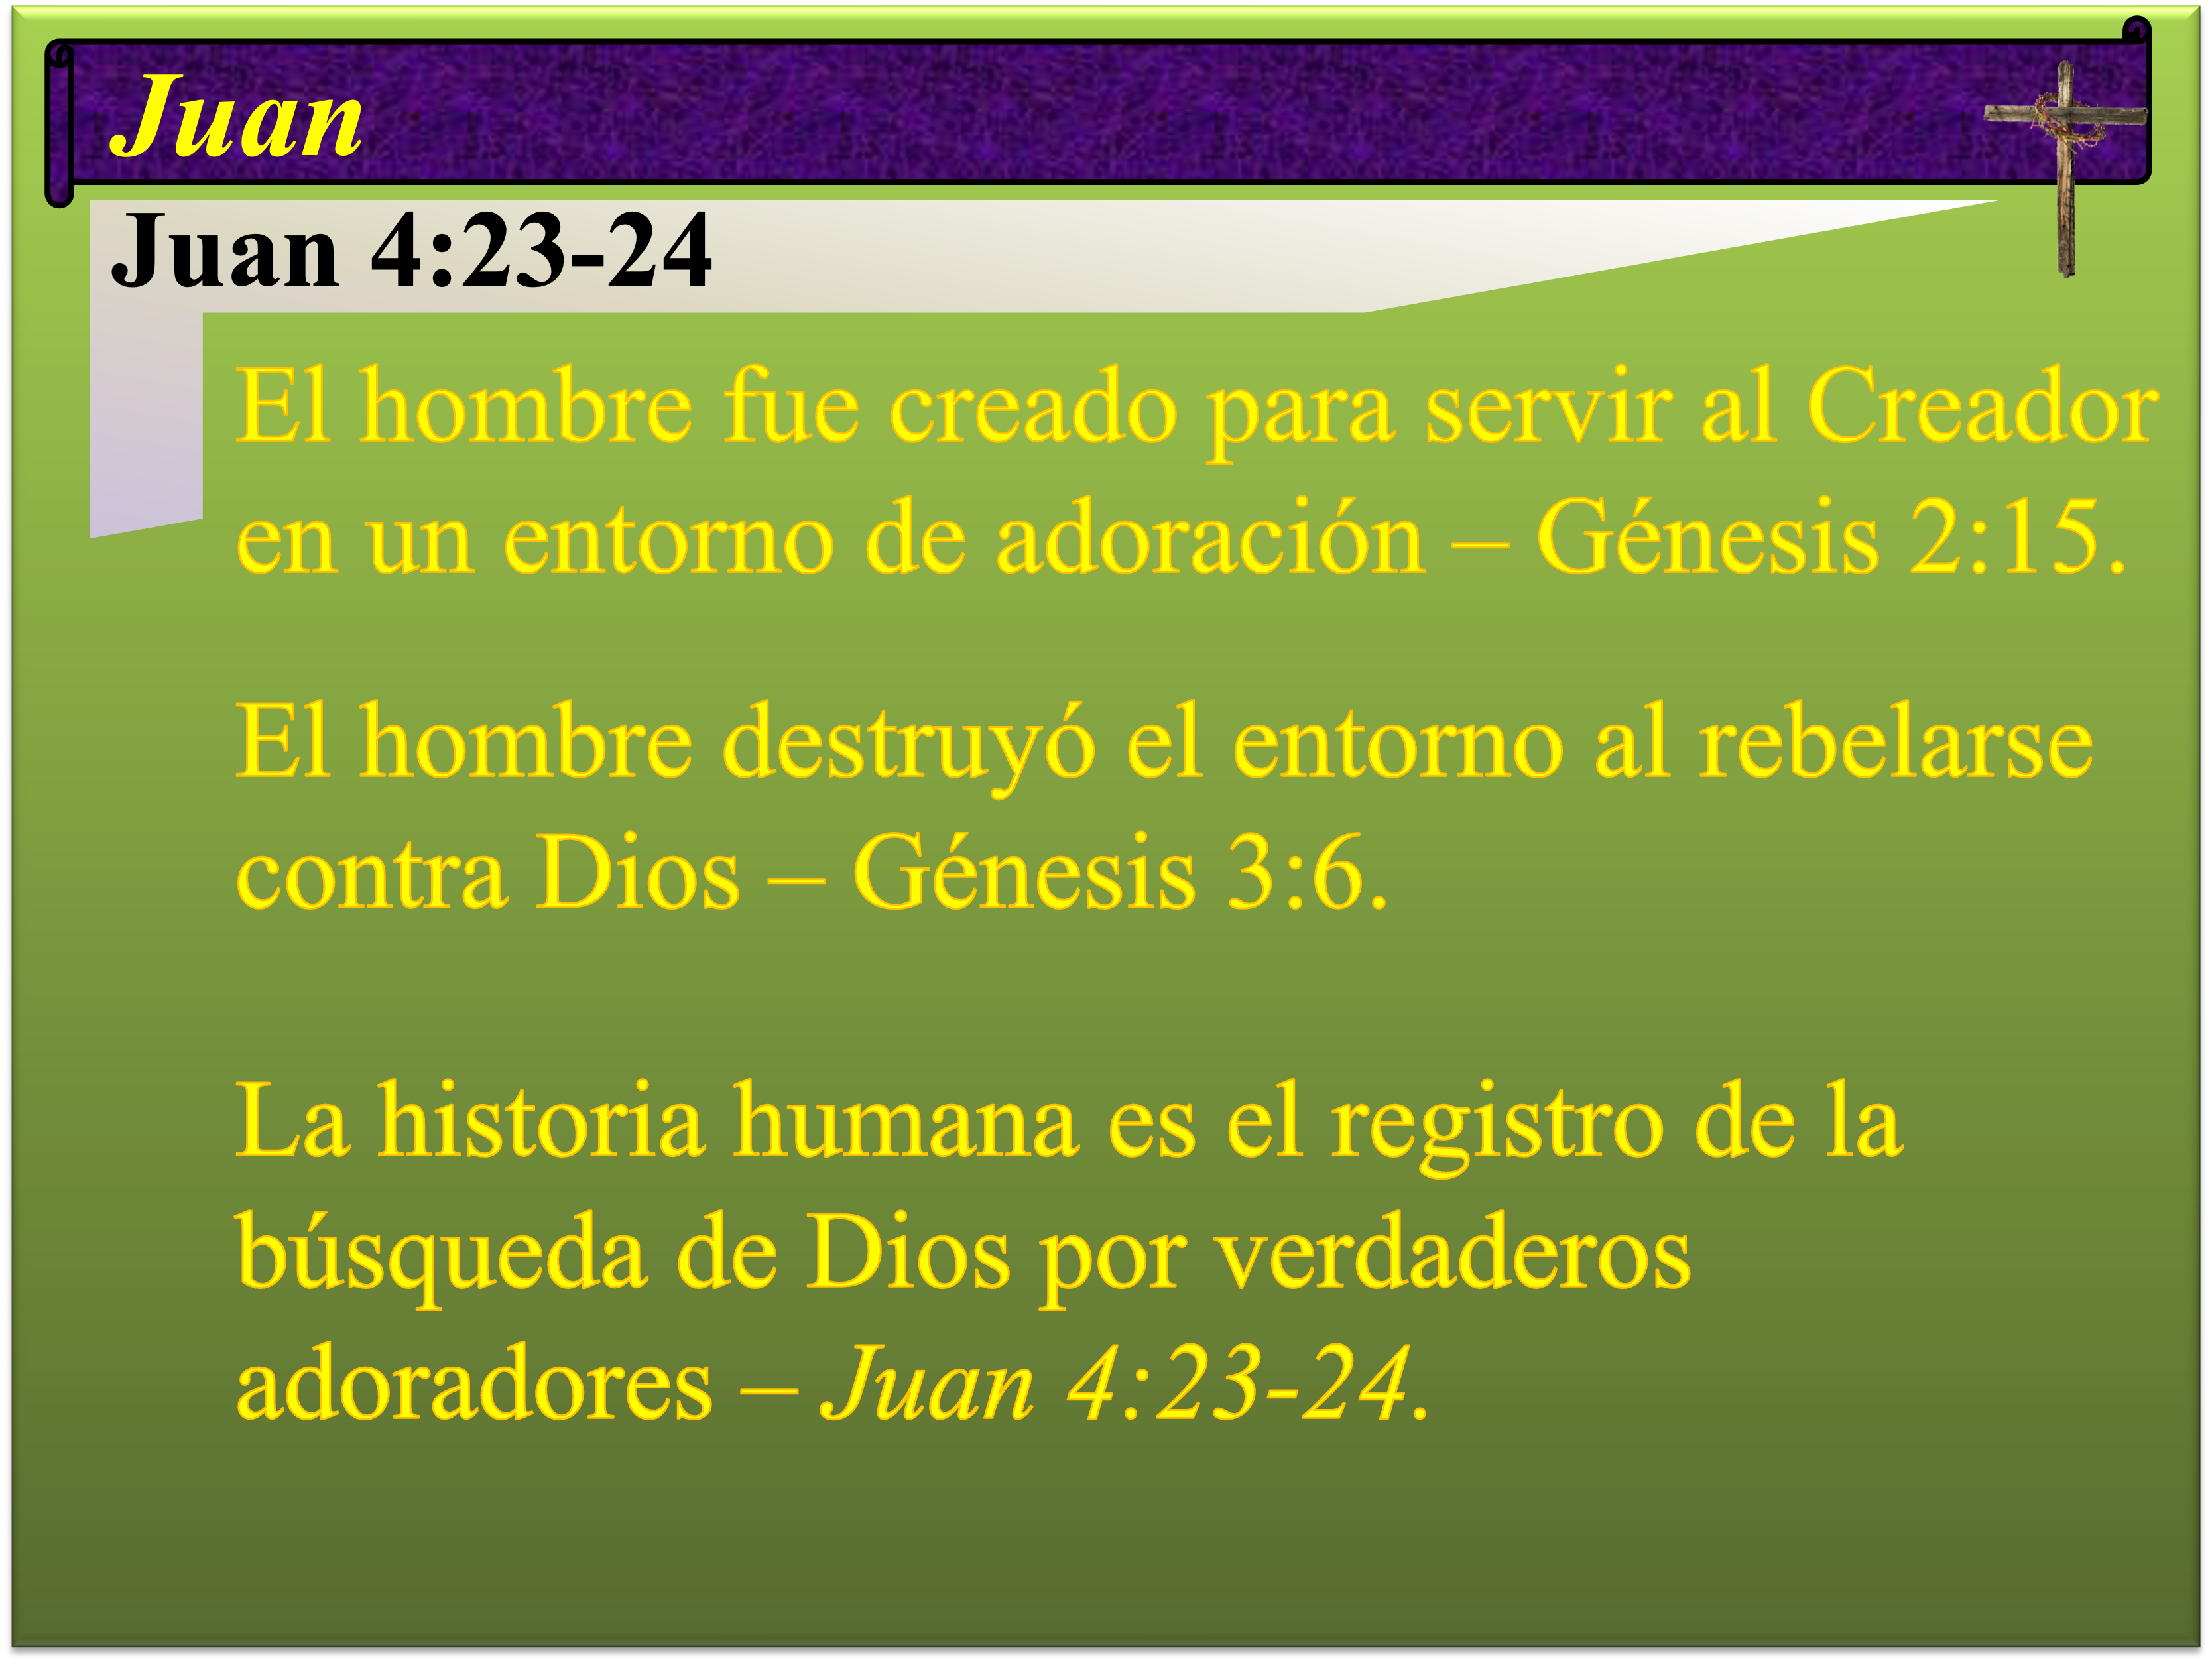 Juan
Juan 4:23-24
El hombre fue creado para servir al Creador
en un entorno de adoración – Génesis 2:15.
El hombre destruyó el entorno al rebelarse
contra Dios – Génesis 3:6.
La historia humana es el registro de la
búsqueda de Dios por verdaderos
adoradores – Juan 4:23-24.